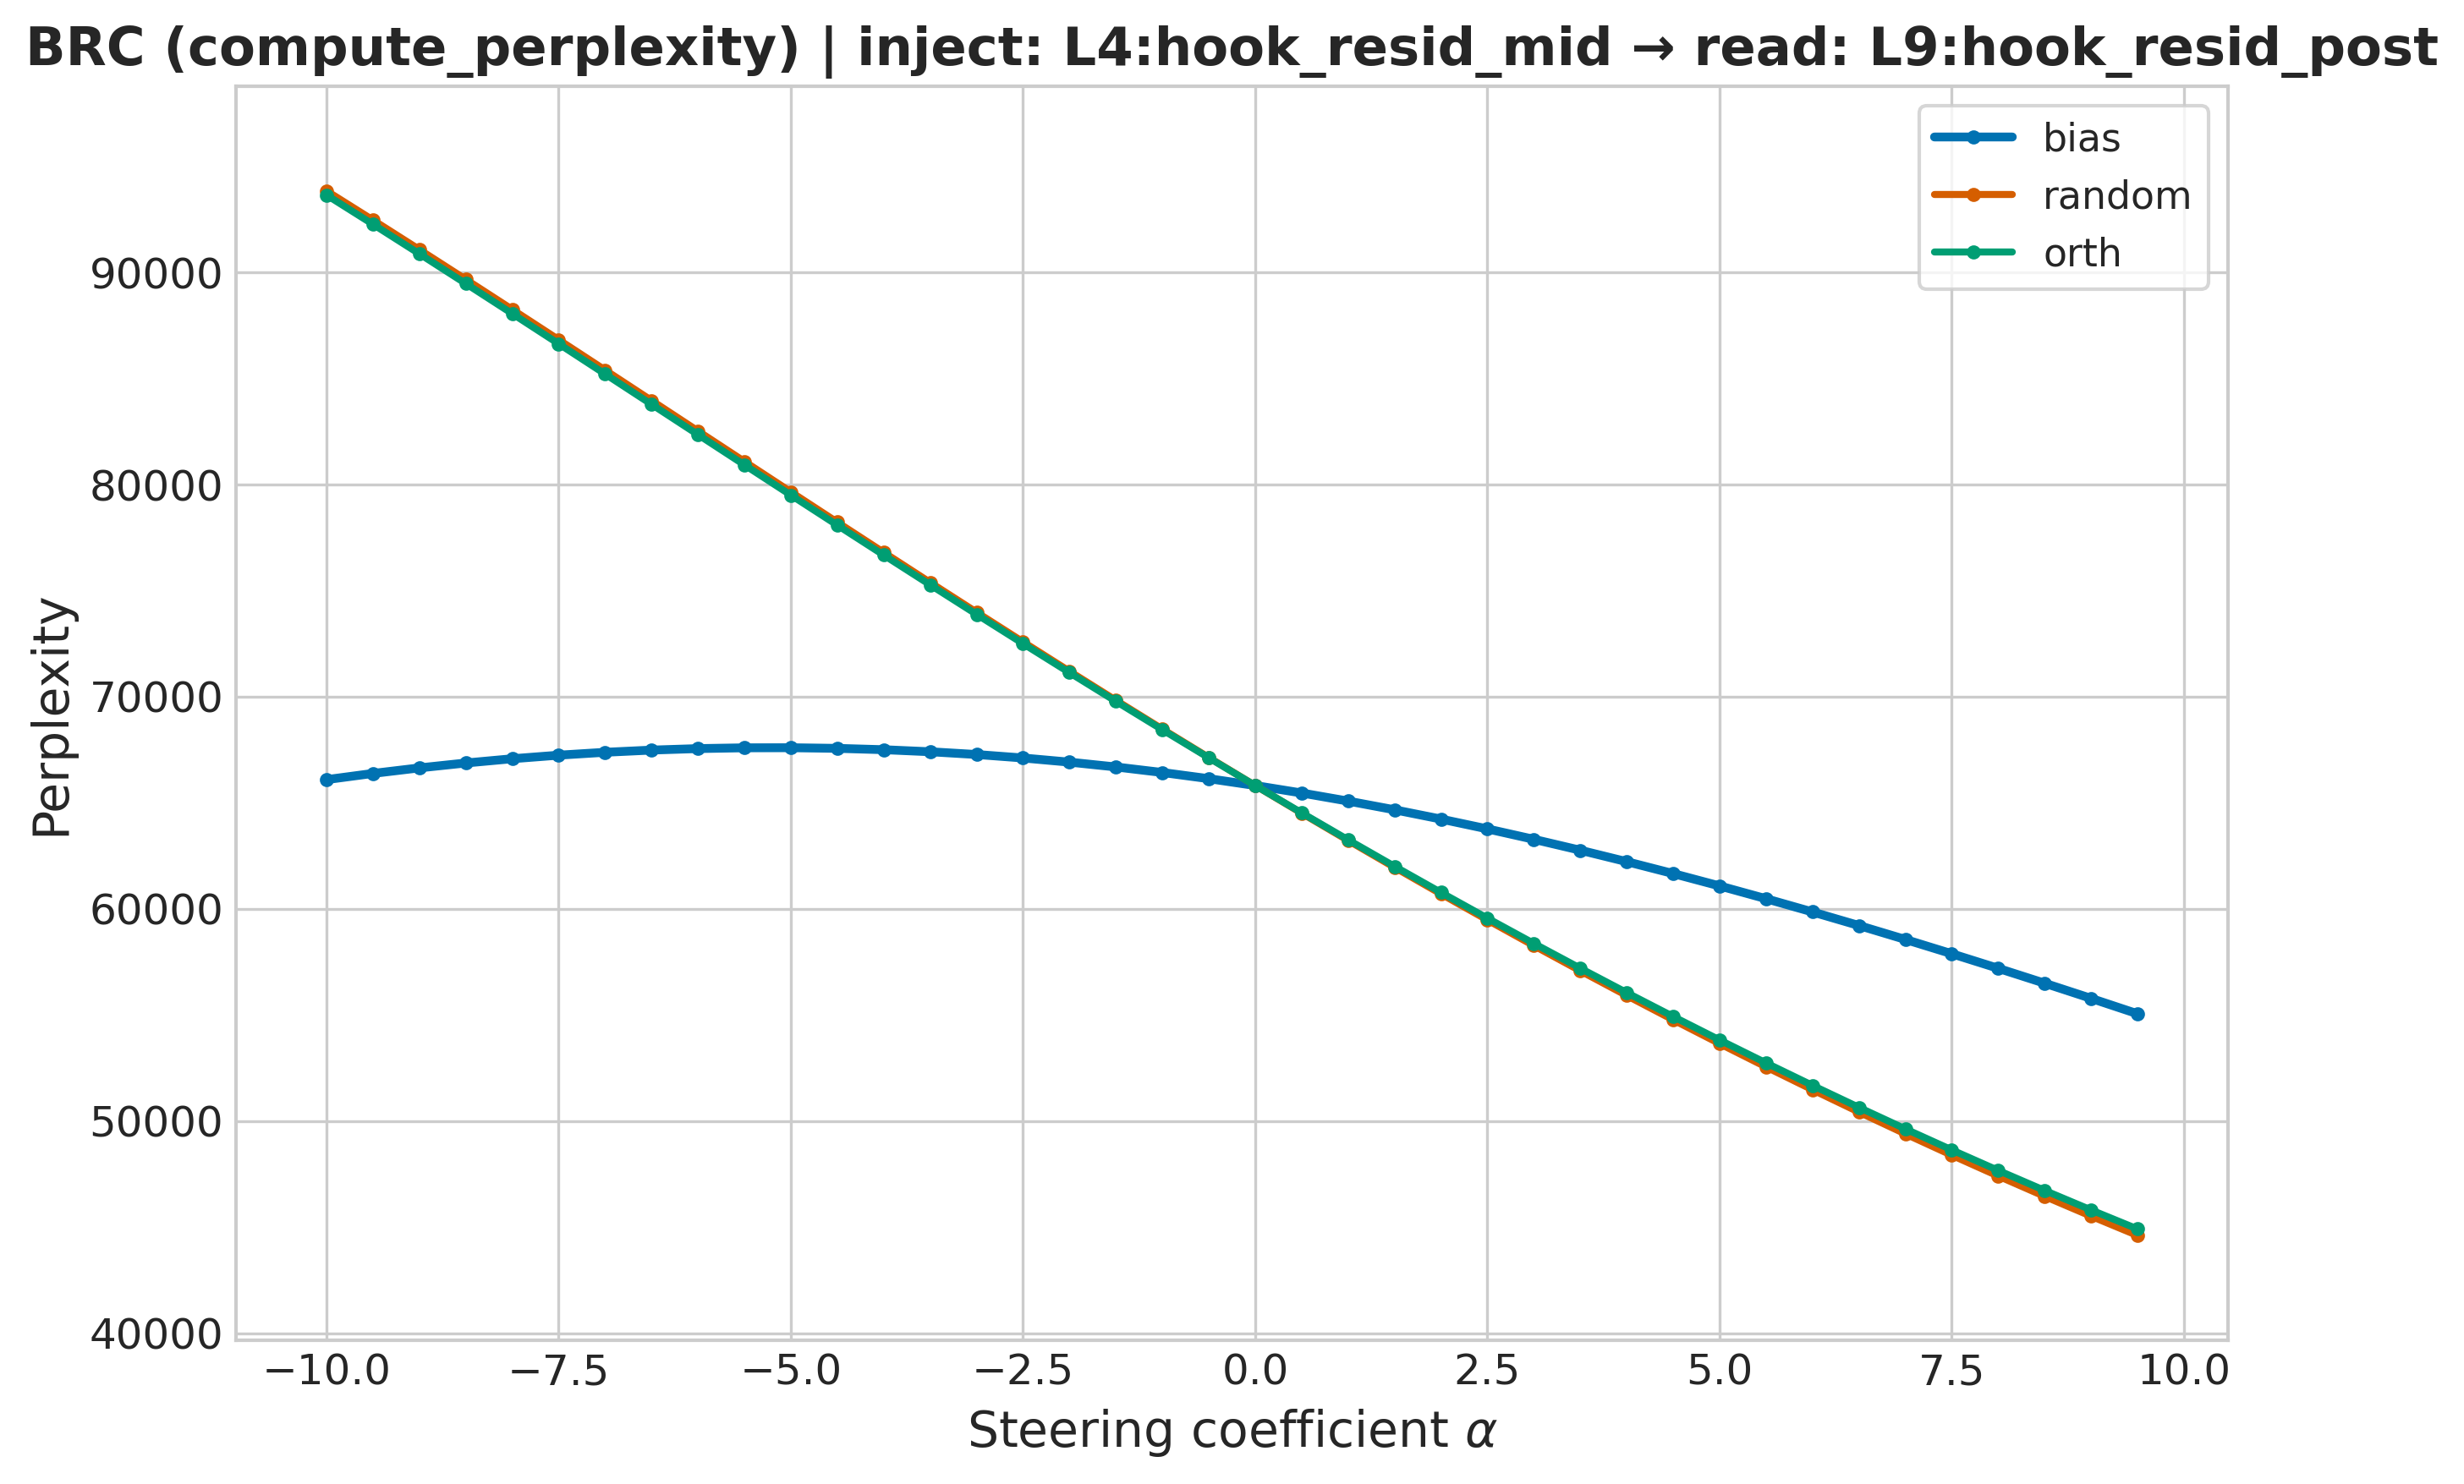 BRC (compute_perplexity) | inject: L4:hook_resid_mid → read: L9:hook_resid_post
bias
random
orth
Perplexity
90000
80000
70000
60000
50000
40000
−10.0 −7.5 −5.0 −2.5 0.0 2.5 5.0 7.5 10.0
Steering coefficient α